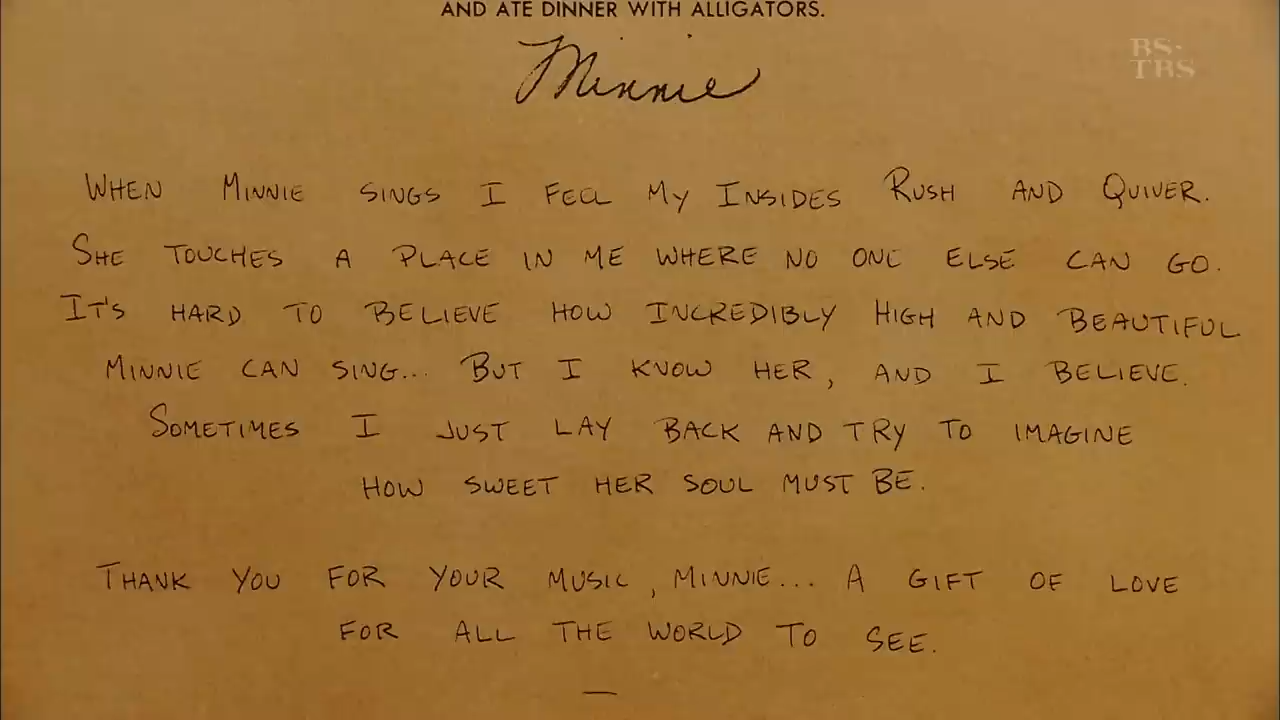 AND ATE DINNER WITH ALLIGATORS.
Minnie
BS-
TBS
WHEN MINNIE SINGS I FEEL MY INSIDES RUSH AND QUIVER.
SHE TOUCHES A PLACE IN ME WHERE NO ONE ELSE CAN GO.
IT'S HARD TO BELIEVE HOW INCREDIBLY HIGH AND BEAUTIFUL
MINNIE CAN SING... BUT I KNOW HER, AND I BELIEVE.
SOMETIMES I JUST LAY BACK AND TRY TO IMAGINE
HOW SWEET HER SOUL MUST BE.
THANK YOU FOR YOUR MUSIC, MINNIE... A GIFT OF LOVE
FOR ALL THE WORLD TO SEE.
—